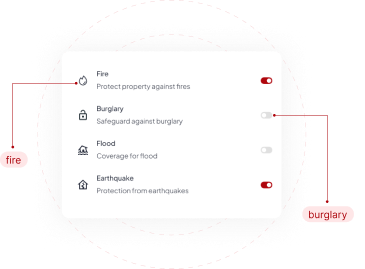 Fire
Protect property against fires
Burglary
Safeguard against burglary
Flood
Coverage for flood
fire
Earthquake
Protection from earthquakes
burglary